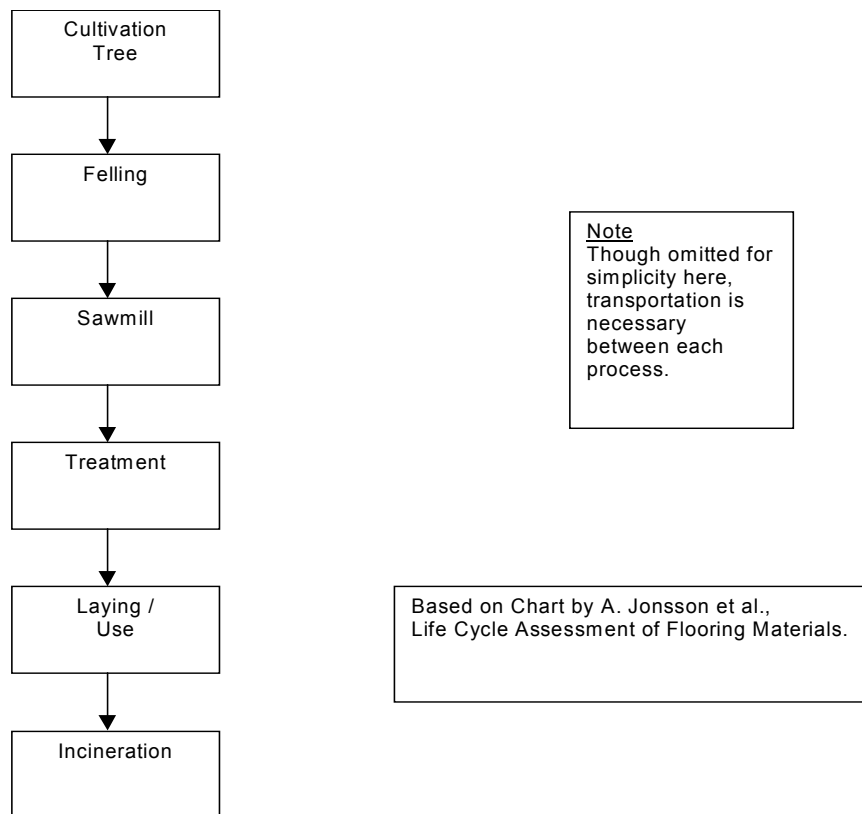 Cultivation
Tree
Felling
Sawmill
Treatment
Laying /
Use
Incineration
Note
Though omitted for
simplicity here,
transportation is
necessary
between each
process.
Based on Chart by A. Jonsson et al.,
Life Cycle Assessment of Flooring Materials.